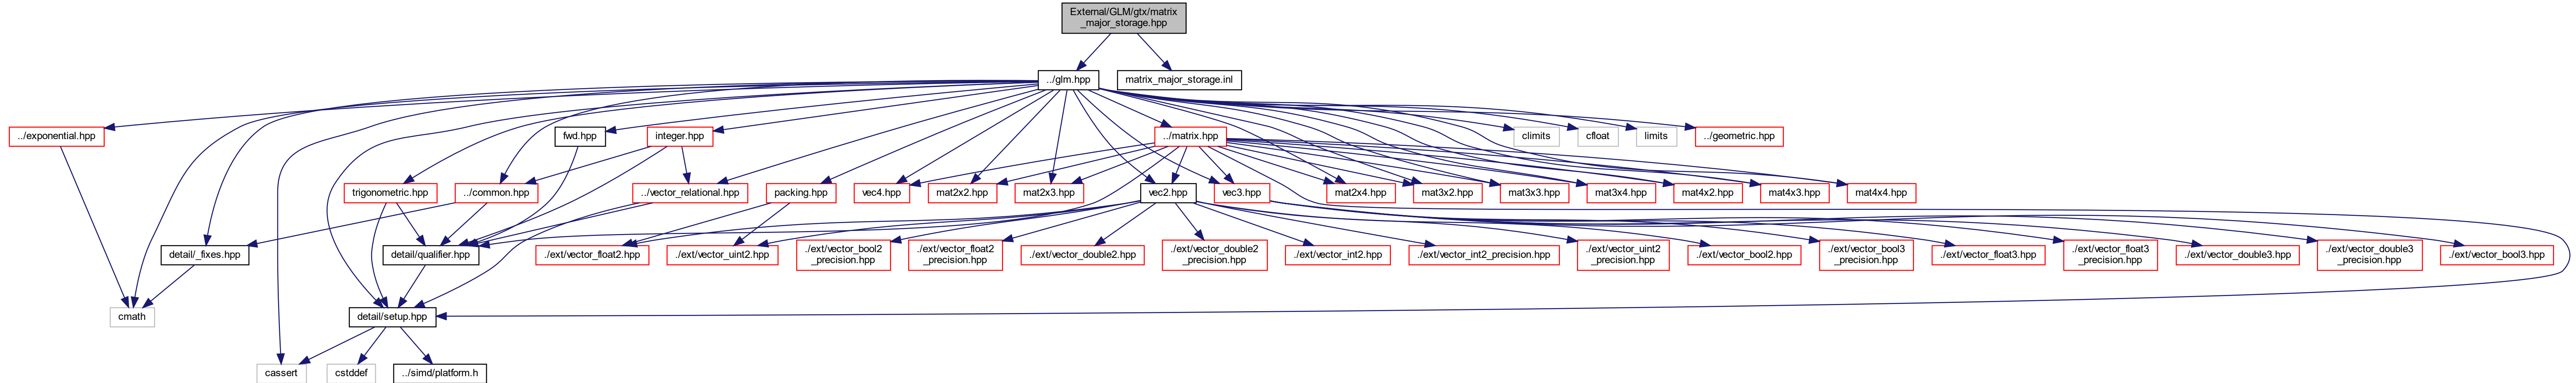 External/GLM/gtx/matrix
_major_storage.hpp
../glm.hpp
matrix_major_storage.inl
../exponential.hpp
fwd.hpp
integer.hpp
../matrix.hpp
climits
cfloat
limits
../geometric.hpp
trigonometric.hpp
../common.hpp
../vector_relational.hpp
packing.hpp
vec4.hpp
mat2x2.hpp
mat2x3.hpp
vec2.hpp
vec3.hpp
mat2x4.hpp
mat3x2.hpp
mat3x3.hpp
mat3x4.hpp
mat4x2.hpp
mat4x3.hpp
mat4x4.hpp
detail/_fixes.hpp
detail/qualifier.hpp
./ext/vector_float2.hpp
./ext/vector_uint2.hpp
./ext/vector_bool2
_precision.hpp
./ext/vector_float2
_precision.hpp
./ext/vector_double2.hpp
./ext/vector_double2
_precision.hpp
./ext/vector_int2.hpp
./ext/vector_int2_precision.hpp
./ext/vector_uint2
_precision.hpp
./ext/vector_bool2.hpp
./ext/vector_bool3
_precision.hpp
./ext/vector_float3.hpp
./ext/vector_float3
_precision.hpp
./ext/vector_double3.hpp
./ext/vector_double3
_precision.hpp
./ext/vector_bool3.hpp
cmath
detail/setup.hpp
cassert
cstddef
../simd/platform.h